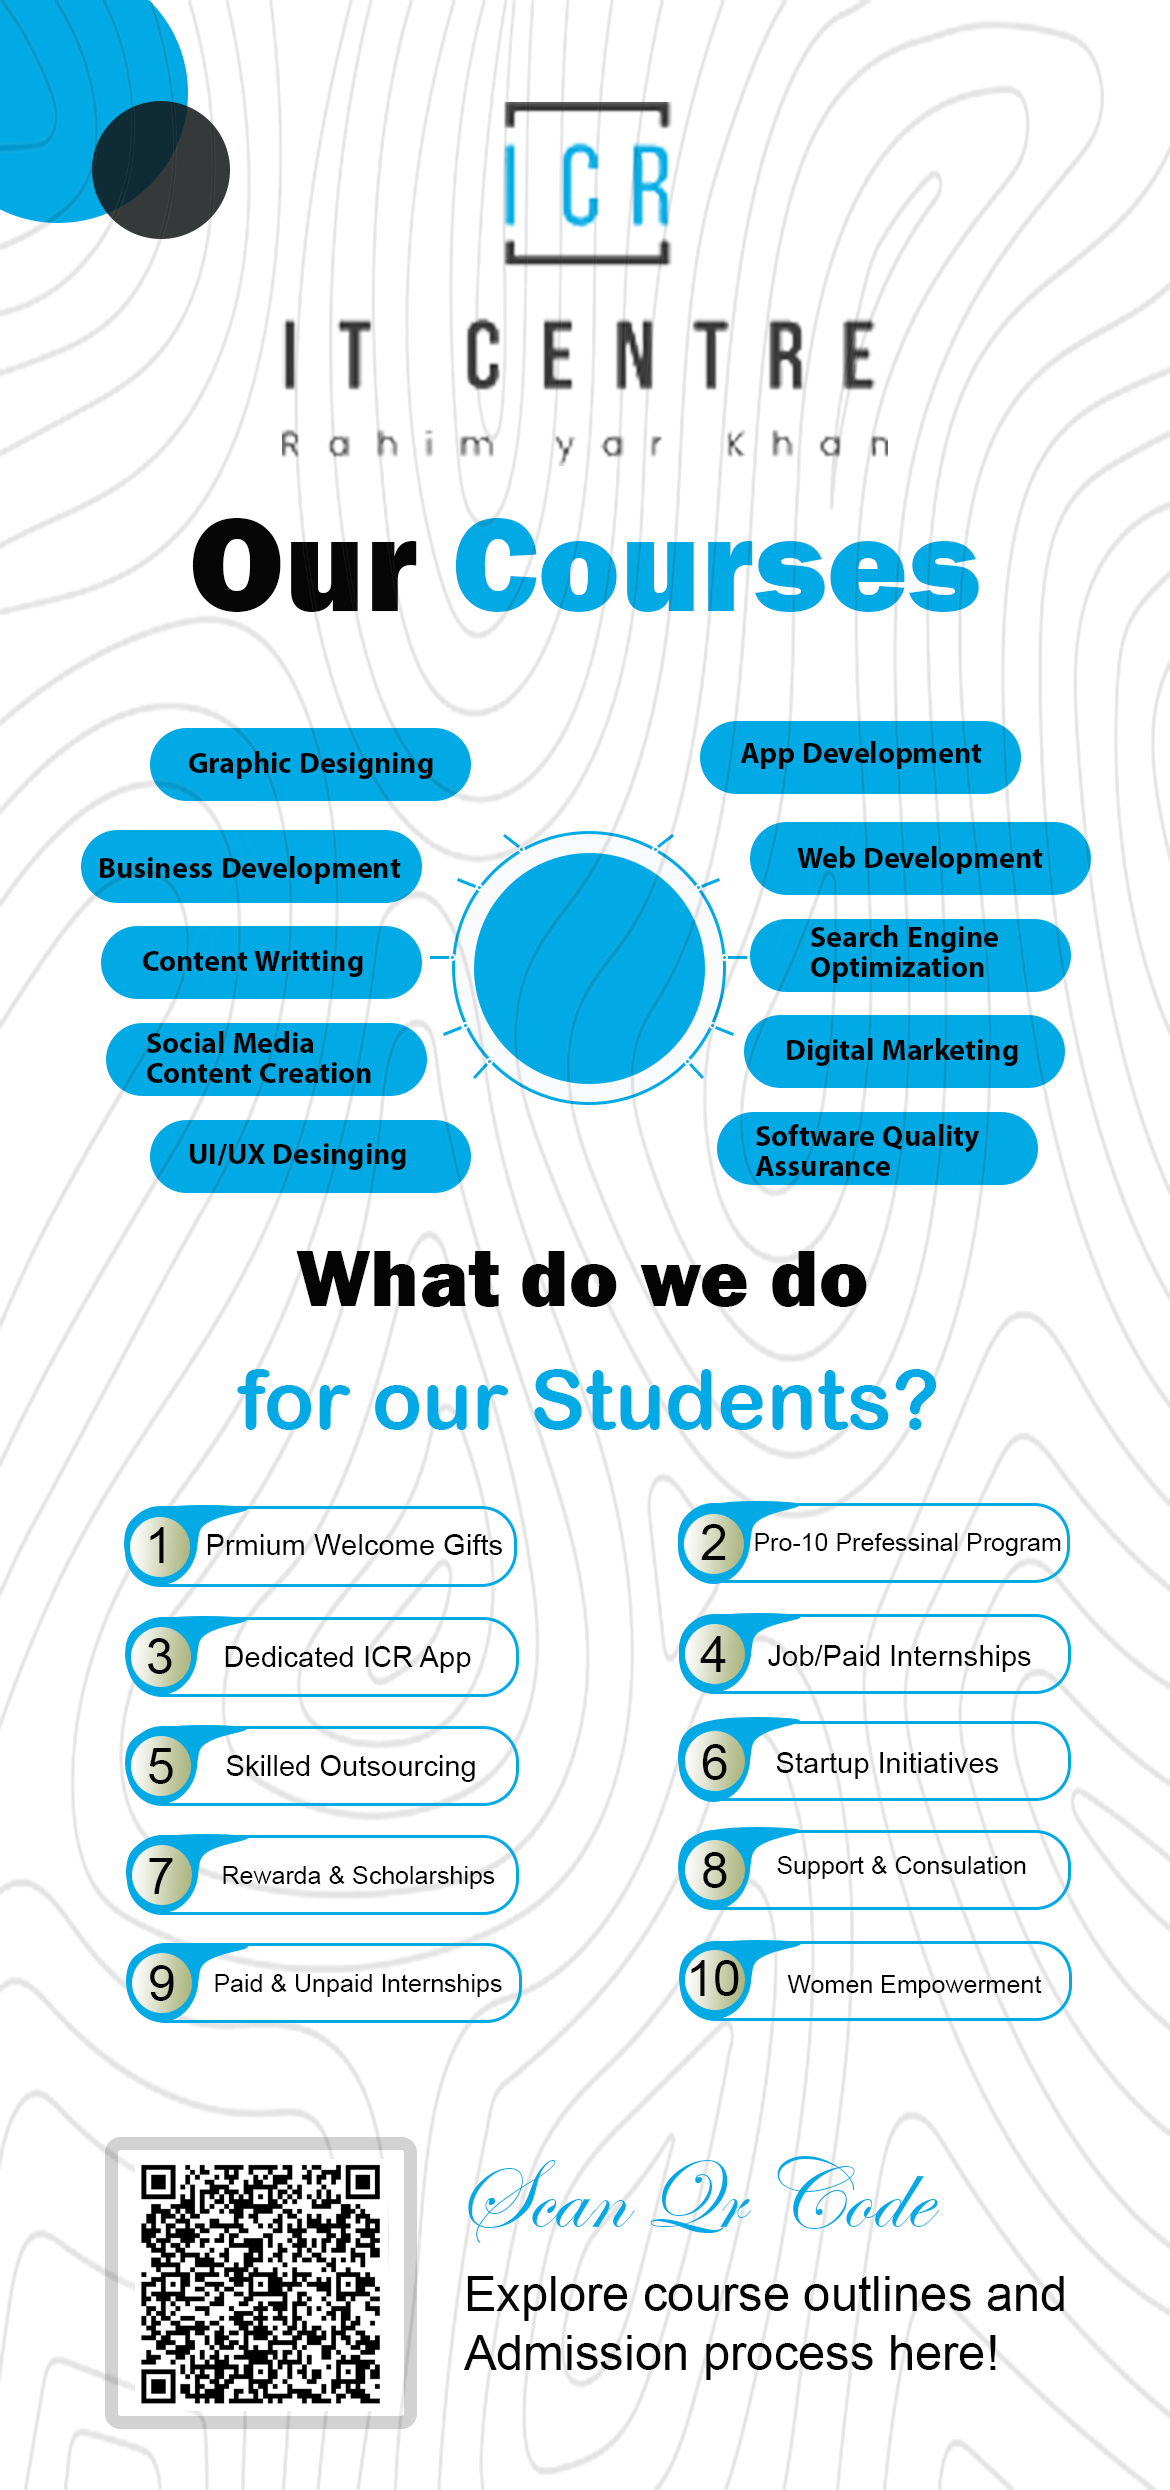 ICR
IT CENTRE
Rahim yar Khan
Our Courses
Graphic Designing
App Development
Business Development
Web Development
Content Writting
Search Engine
Optimization
Social Media
Content Creation
Digital Marketing
UI/UX Desinging
Software Quality
Assurance
What do we do
for our Students?
1 Prmium Welcome Gifts
2 Pro-10 Prefessinal Program
3 Dedicated ICR App
4 Job/Paid Internships
5 Skilled Outsourcing
6 Startup Initiatives
7 Rewarda & Scholarships
8 Support & Consulation
9 Paid & Unpaid Internships
10 Women Empowerment
Scan Qr Code
Explore course outlines and
Admission process here!